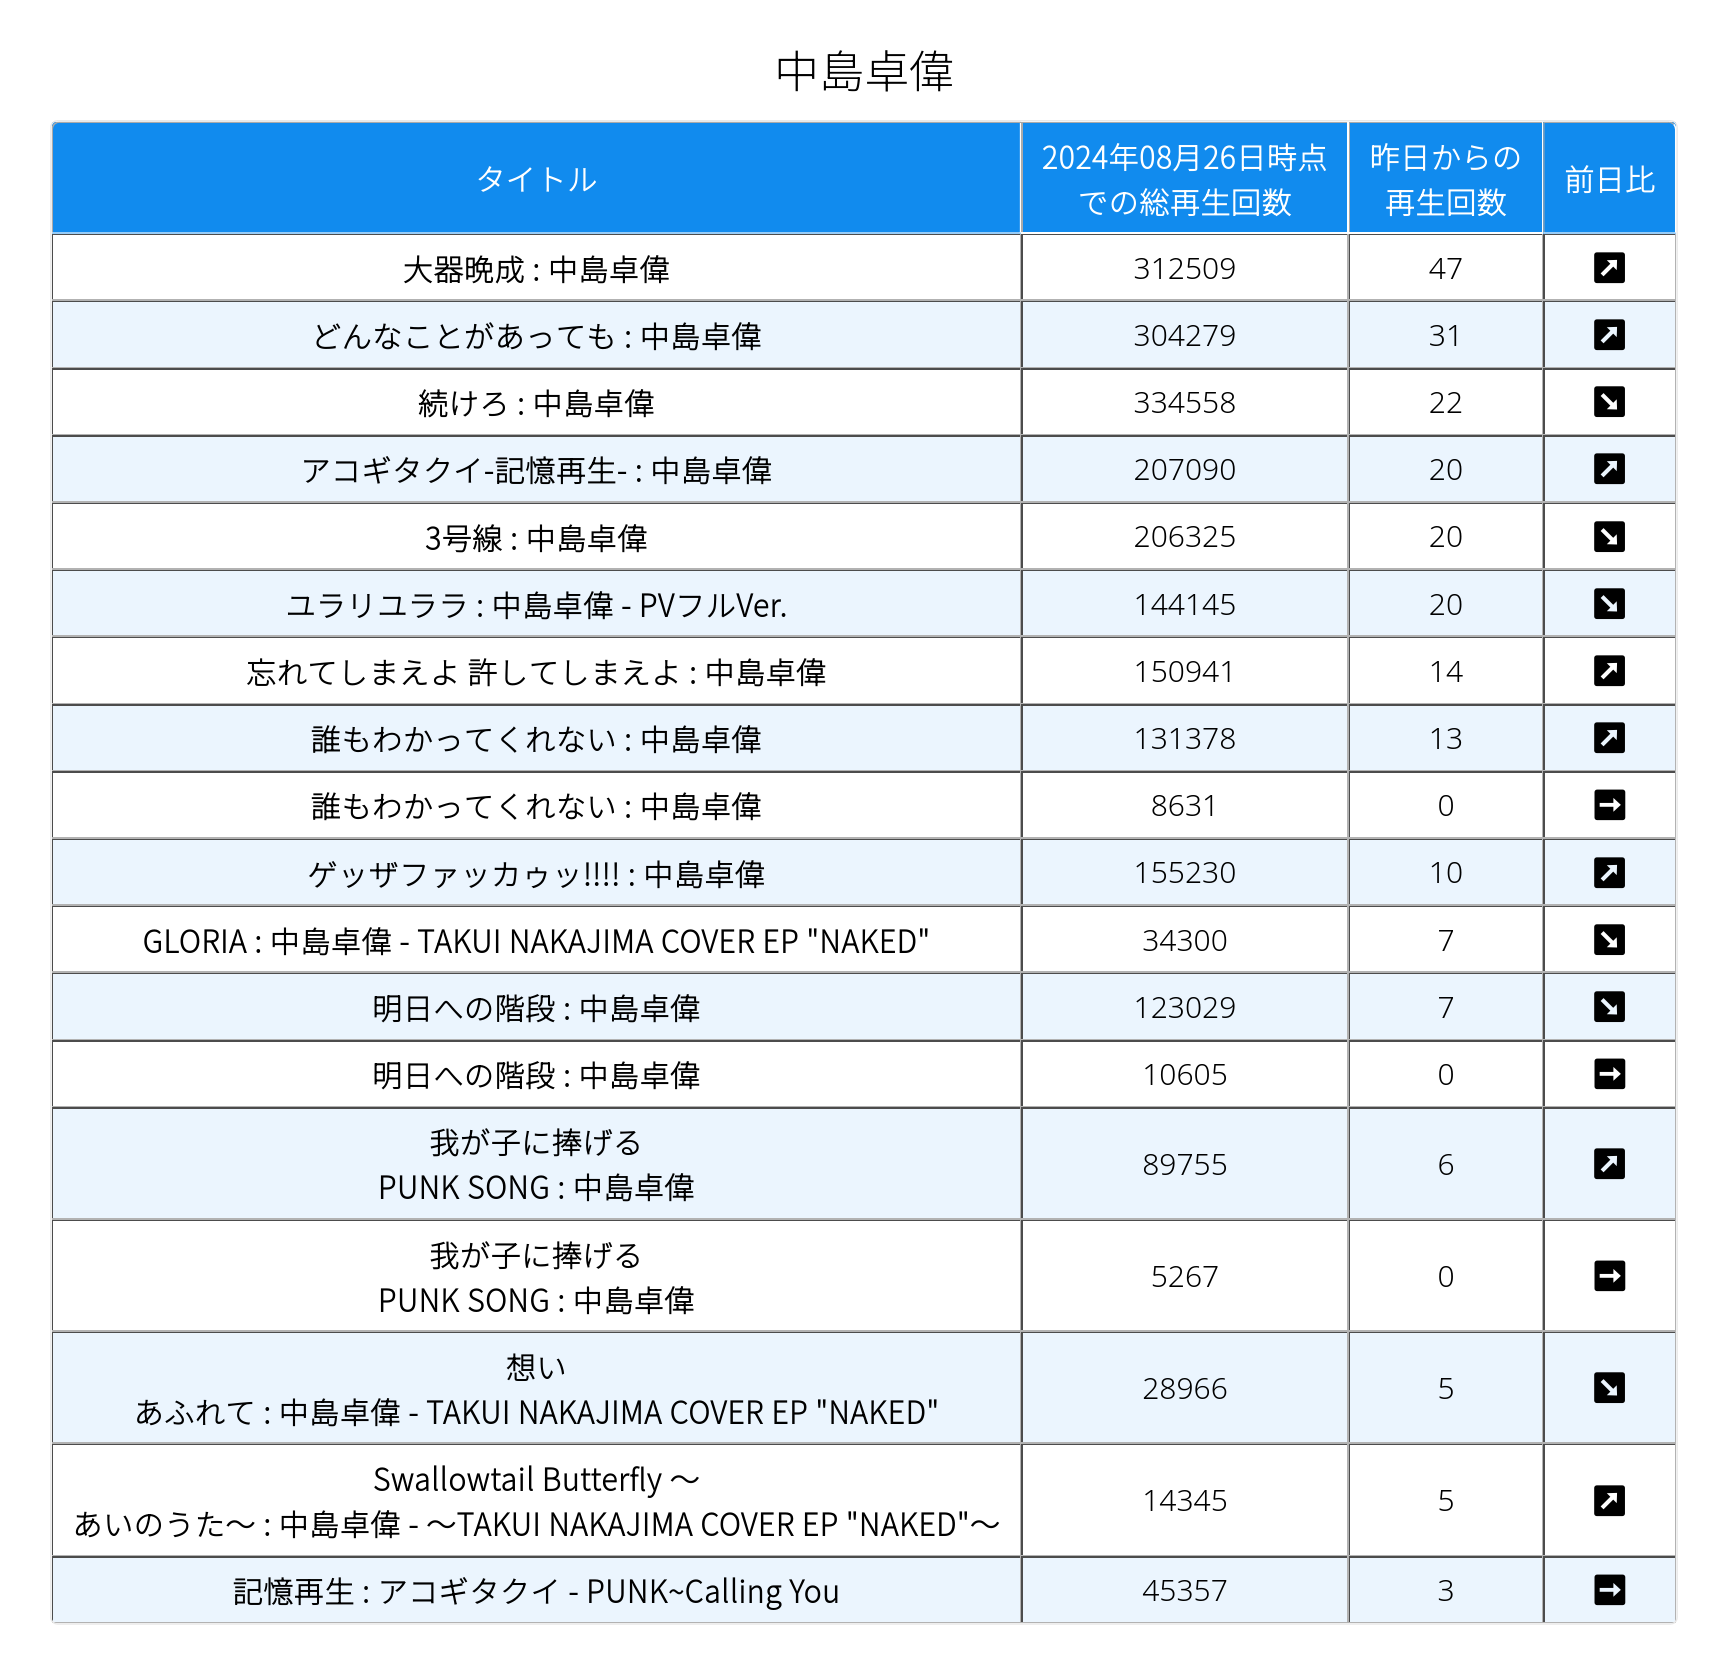 中島卓偉
タイトル
2024年08月26日時点
での総再生回数
昨日からの
再生回数
前日比
大器晩成 : 中島卓偉 312509 47 ↗
どんなことがあっても : 中島卓偉 304279 31 ↗
続けろ : 中島卓偉 334558 22 ↘
アコギタクイ-記憶再生- : 中島卓偉 207090 20 ↗
3号線 : 中島卓偉 206325 20 ↘
ユラリユララ : 中島卓偉 - PVフルVer. 144145 20 ↘
忘れてしまえよ 許してしまえよ : 中島卓偉 150941 14 ↗
誰もわかってくれない : 中島卓偉 131378 13 ↗
誰もわかってくれない : 中島卓偉 8631 0 →
ゲッザファッカゥッ!!!! : 中島卓偉 155230 10 ↗
GLORIA : 中島卓偉 - TAKUI NAKAJIMA COVER EP "NAKED" 34300 7 ↘
明日への階段 : 中島卓偉 123029 7 ↘
明日への階段 : 中島卓偉 10605 0 →
我が子に捧げる
PUNK SONG : 中島卓偉 89755 6 ↗
我が子に捧げる
PUNK SONG : 中島卓偉 5267 0 →
想い
あふれて : 中島卓偉 - TAKUI NAKAJIMA COVER EP "NAKED" 28966 5 ↘
Swallowtail Butterfly ～
あいのうた～ : 中島卓偉 - ～TAKUI NAKAJIMA COVER EP "NAKED"～ 14345 5 ↗
記憶再生 : アコギタクイ - PUNK~Calling You 45357 3 →